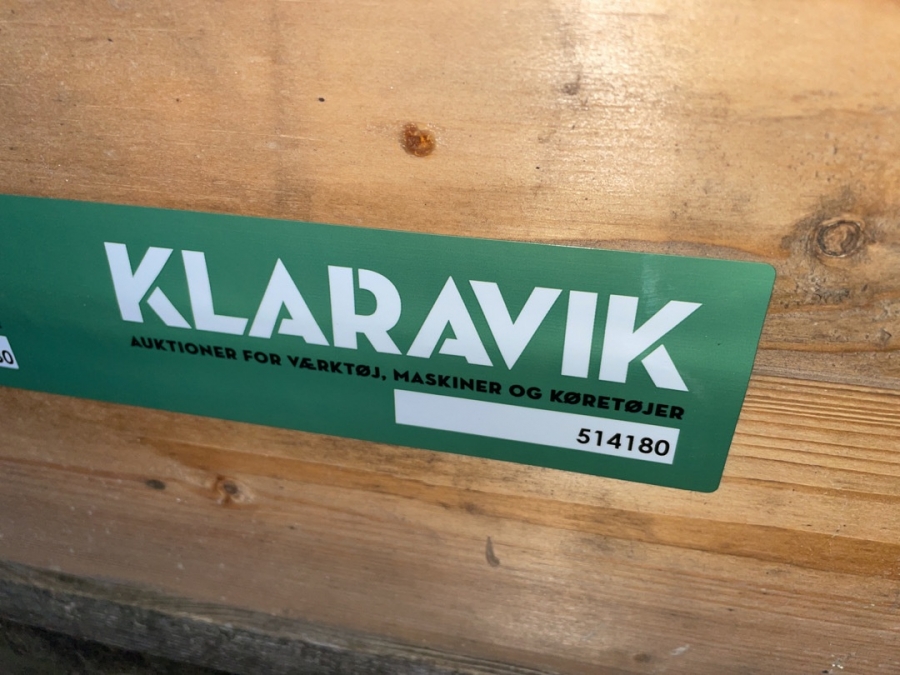 KLARAVIK
AUKTIONER FOR VÆRKTØJ, MASKINER OG KØRETØJER
514180